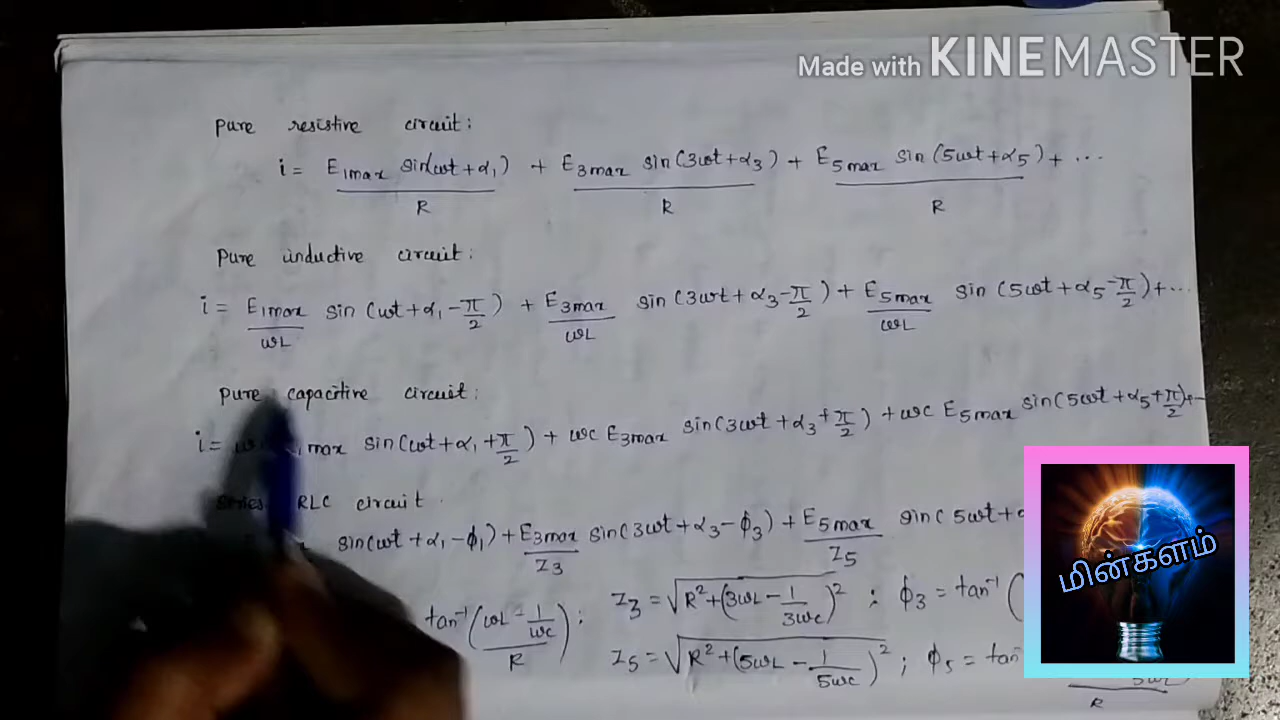 Made with KINEMASTER
Pure resistive circuit:
i = E1max sin(ωt + α1) / R + E3max sin(3ωt + α3) / R + E5max sin(5ωt + α5) / R + ...
Pure inductive circuit:
i = E1max / ωL sin(ωt + α1 - π/2) + E3max / ωL sin(3ωt + α3 - π/2) + E5max / ωL sin(5ωt + α5 - π/2) + ...
Pure capacitive circuit:
i = max sin(ωt + α1 + π/2) + ωc E3max sin(3ωt + α3 + π/2) + ωc E5max sin(5ωt + α5 + π/2) + -
Series RLC circuit
sin(ωt + α1 - φ1) + E3max / Z3 sin(3ωt + α3 - φ3) + E5max / Z5 sin(5ωt +
tan⁻¹((ωL - 1/ωc) / R); Z3 = √(R² + (3ωL - 1/3ωc)²) ; φ3 = tan⁻¹(
Z5 = √(R² + (5ωL - 1/5ωc)²) ; φ5 = tan
R
மின்களம்